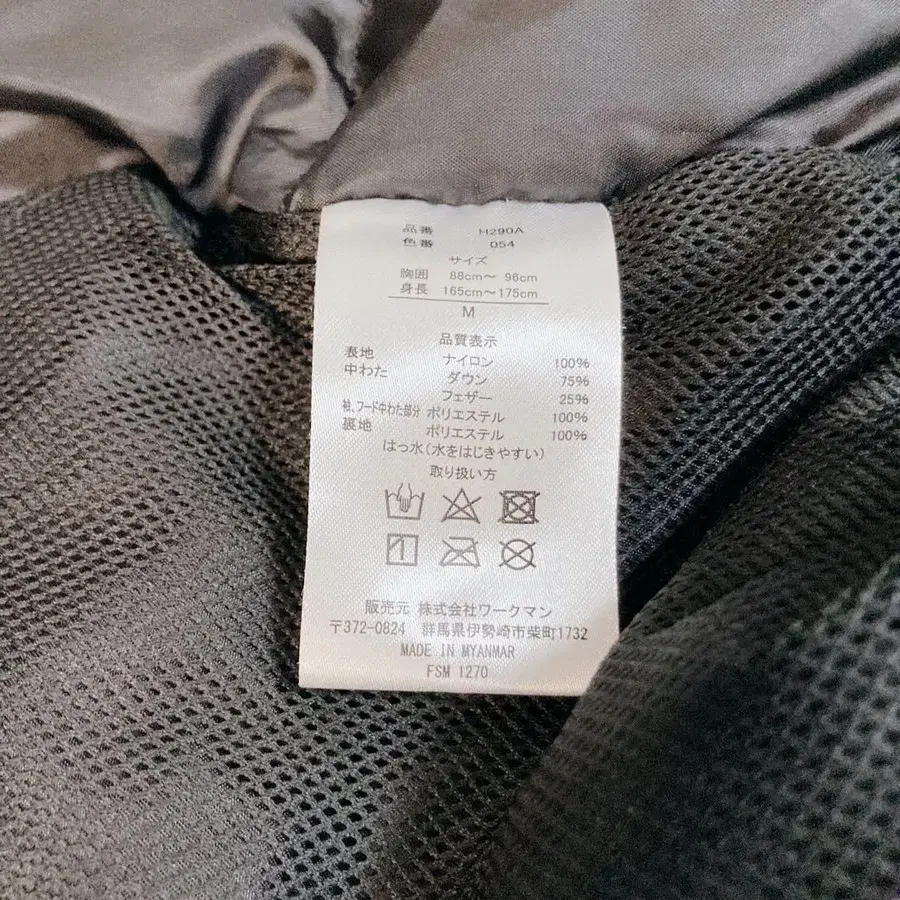 品番 H290A
色番 054
サイズ
胸囲 88cm～ 96cm
身長 165cm～175cm
M
品質表示
表地 ナイロン 100%
中わた ダウン 75%
フェザー 25%
袖、フード中わた部分 ポリエステル 100%
裏地 ポリエステル 100%
はっ水(水をはじきやすい)
取り扱い方
販売元 株式会社ワークマン
〒372-0824 群馬県伊勢崎市柴町1732
MADE IN MYANMAR
FSM 1270